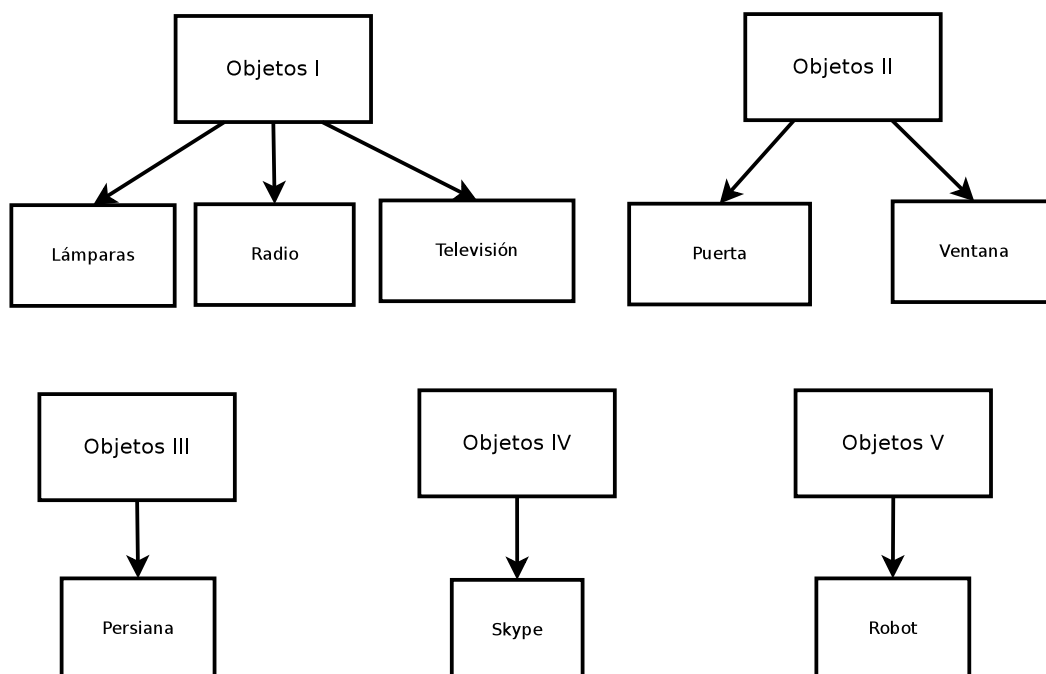 Objetos I
Objetos II
Lámparas
Radio
Televisión
Puerta
Ventana
Objetos III
Objetos IV
Objetos V
Persiana
Skype
Robot